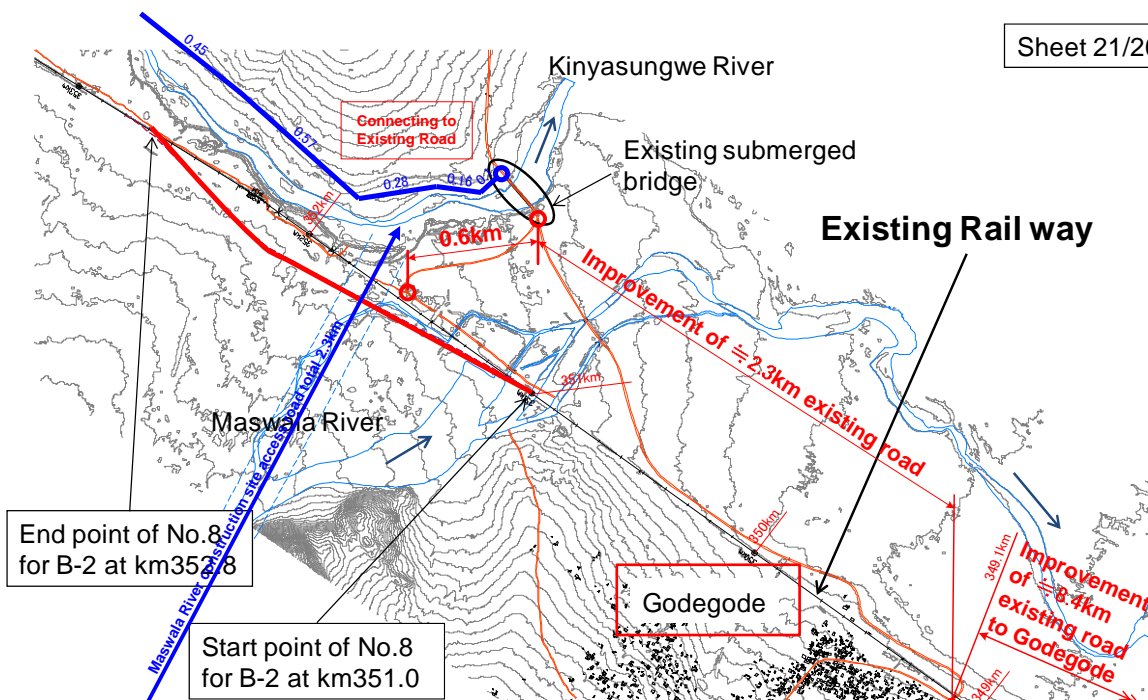 Sheet 21/2
0.45
Kinyasungwe River
Connecting to
Existing Road
0.57
Existing submerged
bridge
0.28
0.16
352km
0.6km
Existing Rail way
Improvement of ≒2.3km existing
road
351km
Maswala River
Maswala River construction site access road total 2.3km
End point of No.8
for B-2 at km352.8
350km
349.1km
Improvement
of ≒8.4km
existing road
to Godegode
Godegode
Start point of No.8
for B-2 at km351.0
349km